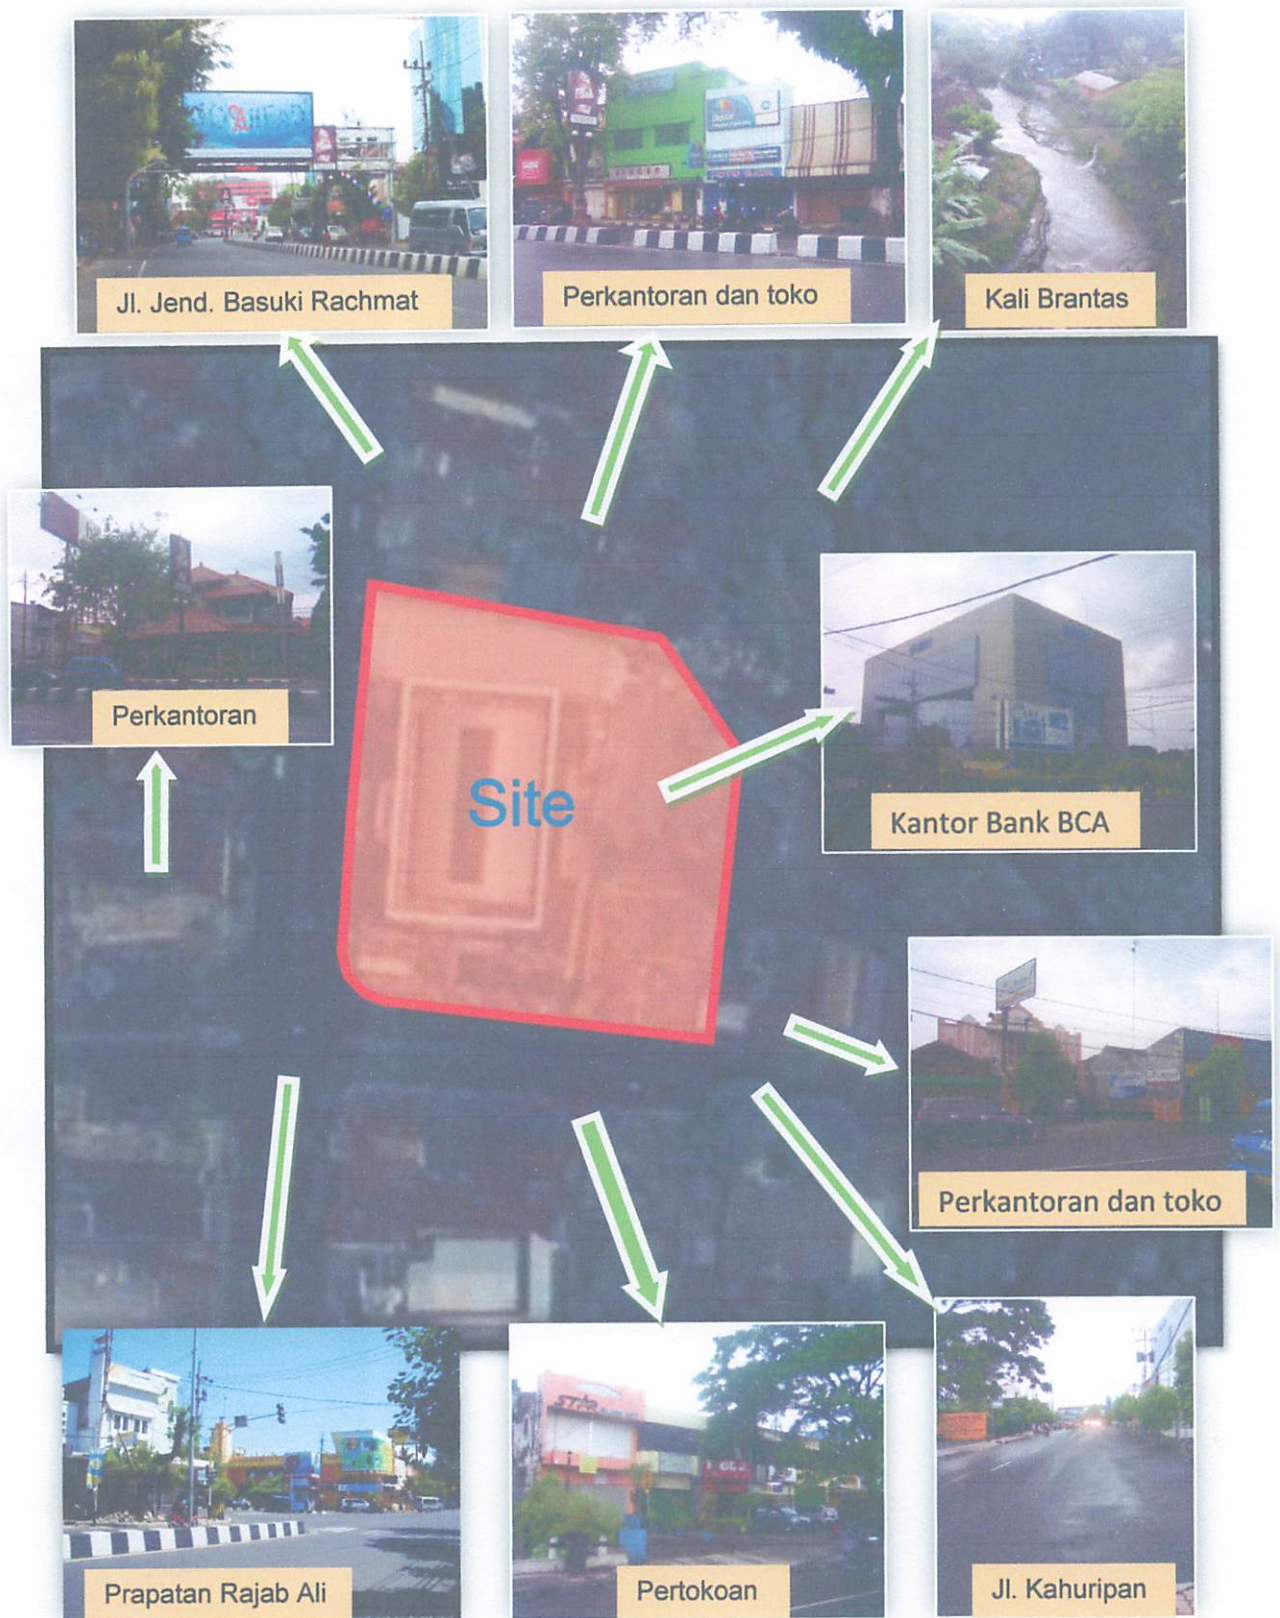 Jl. Jend. Basuki Rachmat
Perkantoran dan toko
Kali Brantas
Perkantoran
Site
Kantor Bank BCA
Perkantoran dan toko
STAR
Prapatan Rajab Ali
Pertokoan
Jl. Kahuripan